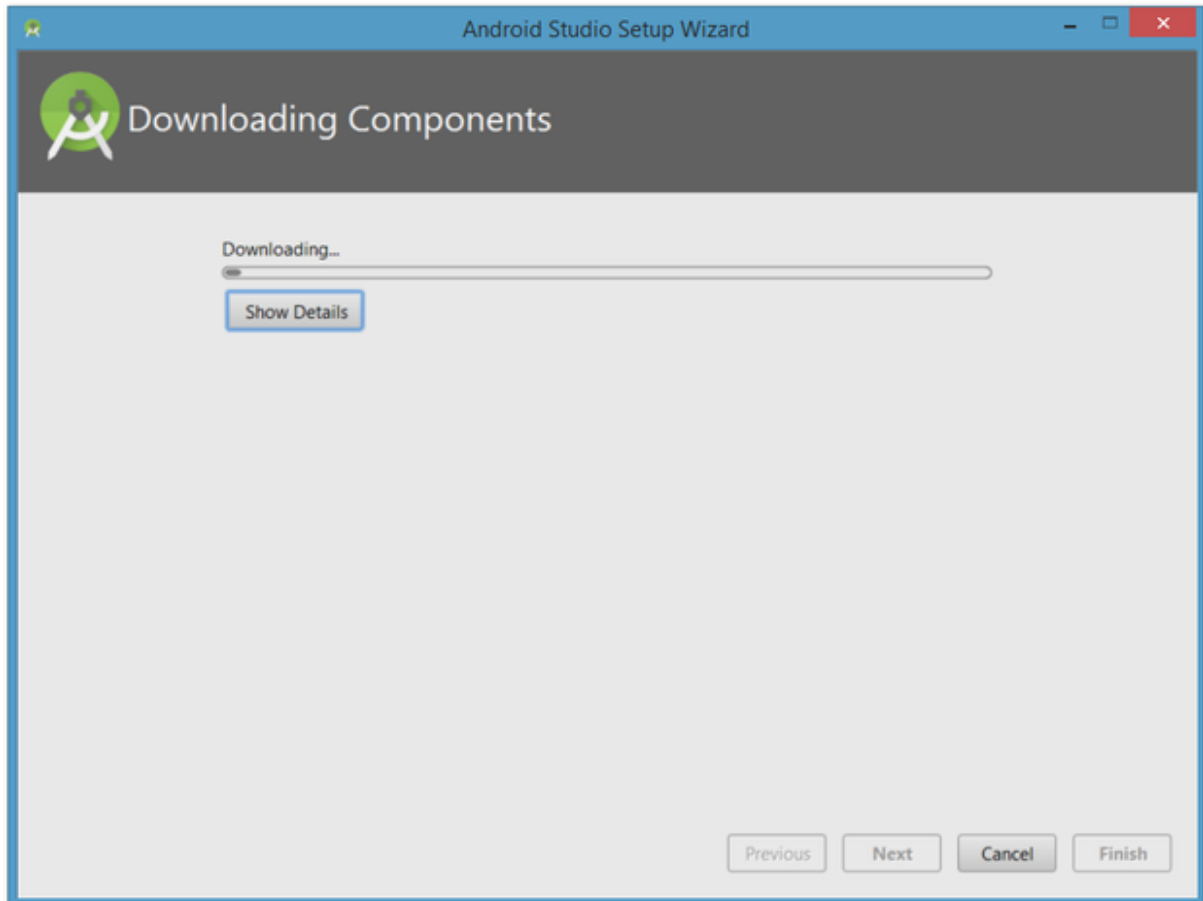 Android Studio Setup Wizard
Downloading Components
Downloading...
Show Details
Previous Next Cancel Finish